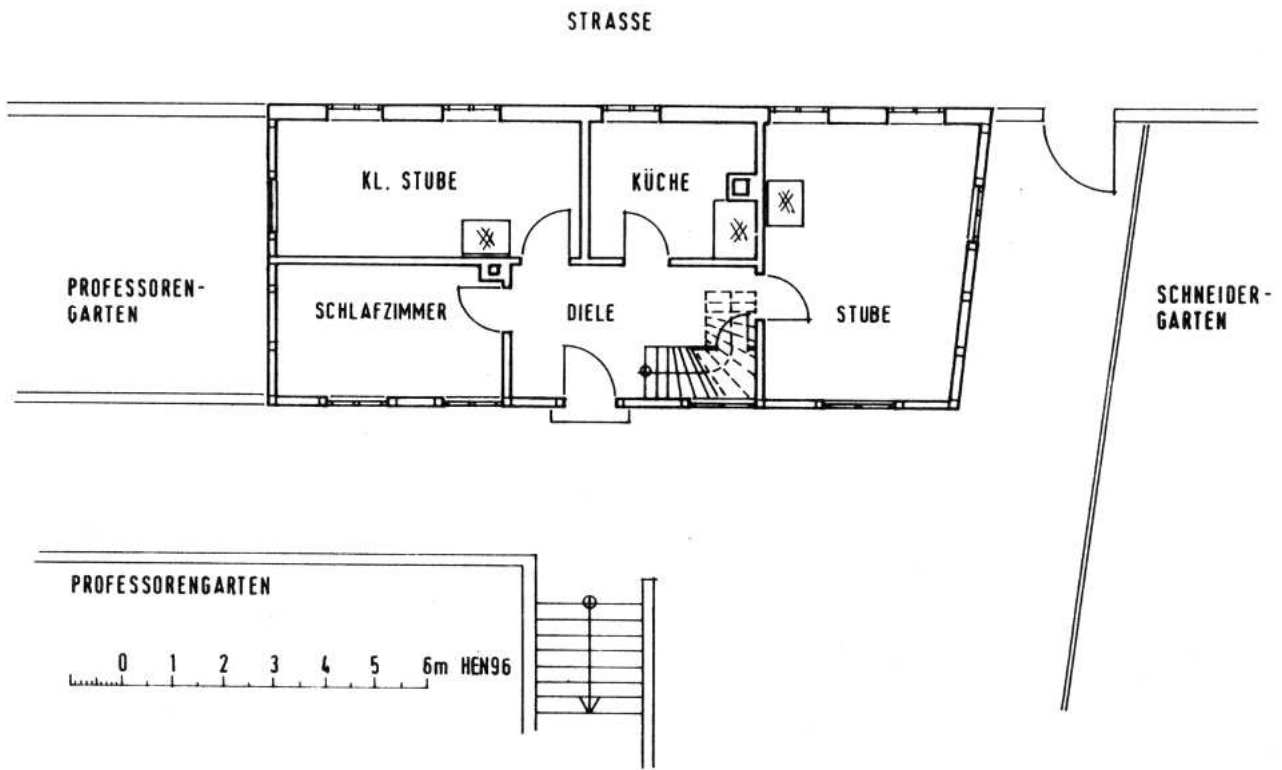 STRASSE
KL. STUBE
KÜCHE
PROFESSOREN-
GARTEN
SCHLAFZIMMER
DIELE
STUBE
SCHNEIDER-
GARTEN
PROFESSORENGARTEN
0 1 2 3 4 5 6m HEN96